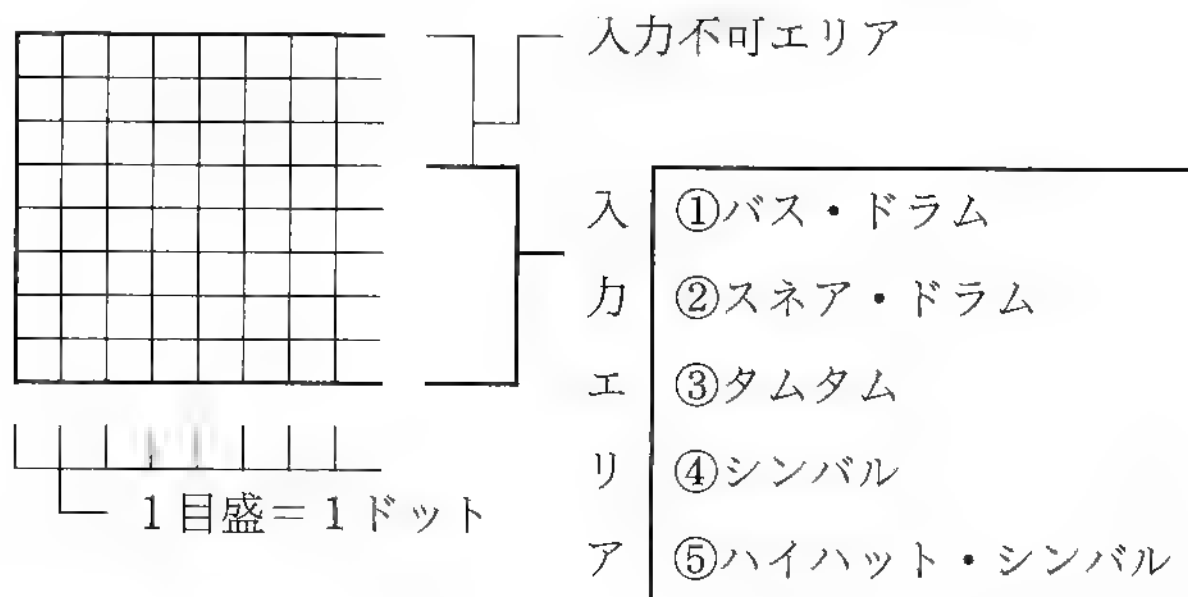 入力不可エリア
入力エリア
①バス・ドラム
②スネア・ドラム
③タムタム
④シンバル
⑤ハイハット・シンバル
1目盛＝1ドット